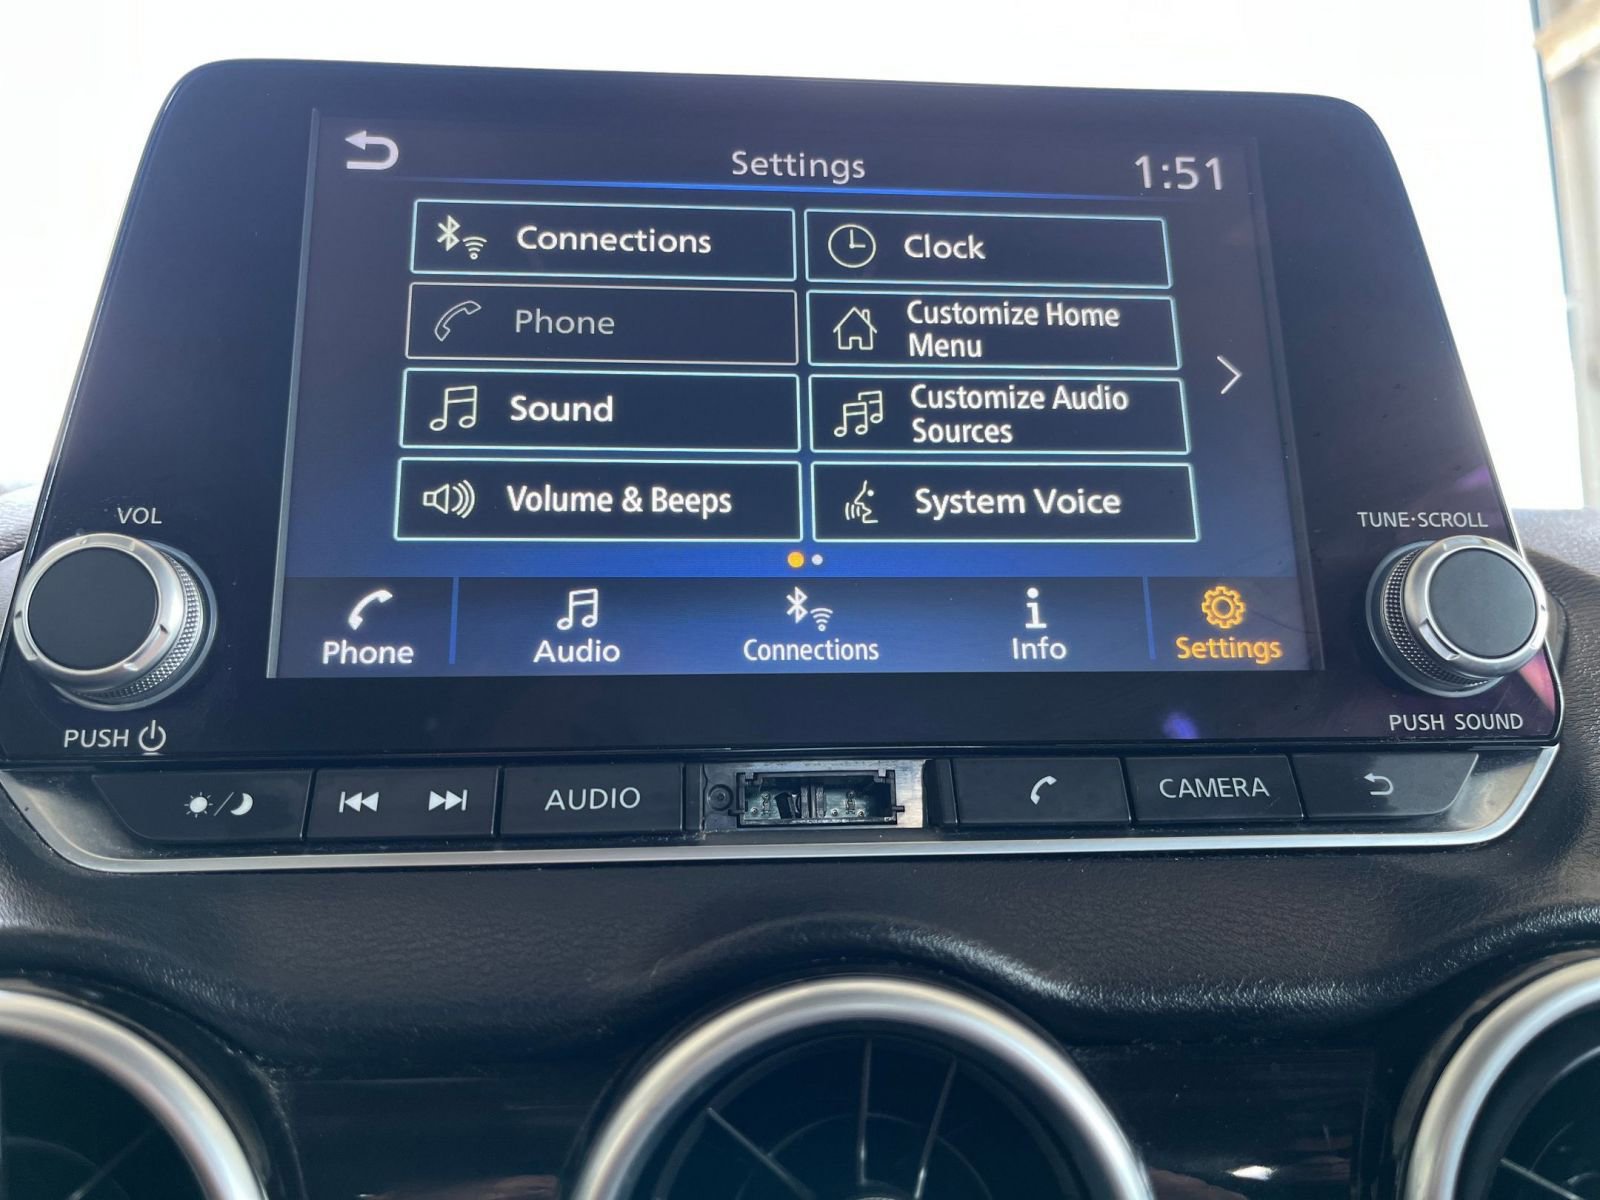 Settings
1:51
Connections
Clock
Phone
Customize Home
Menu
Sound
Customize Audio
Sources
Volume & Beeps
System Voice
VOL
TUNE·SCROLL
Phone
Audio
Connections
Info
Settings
PUSH
PUSH SOUND
AUDIO
CAMERA